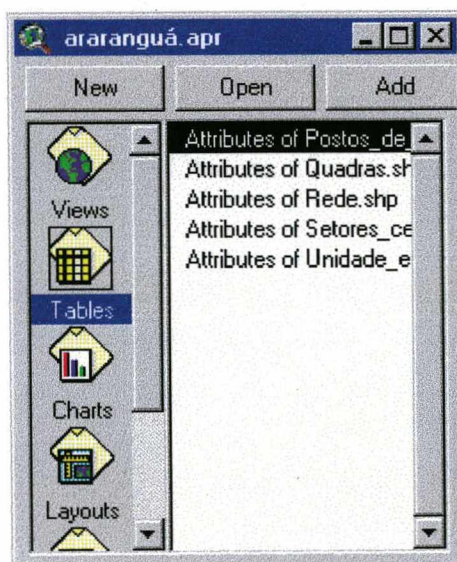 araranguá.apr
New Open Add
Views
Tables
Charts
Layouts
Attributes of Postos_de_
Attributes of Quadras.sh
Attributes of Rede.shp
Attributes of Setores_ce
Attributes of Unidade_e